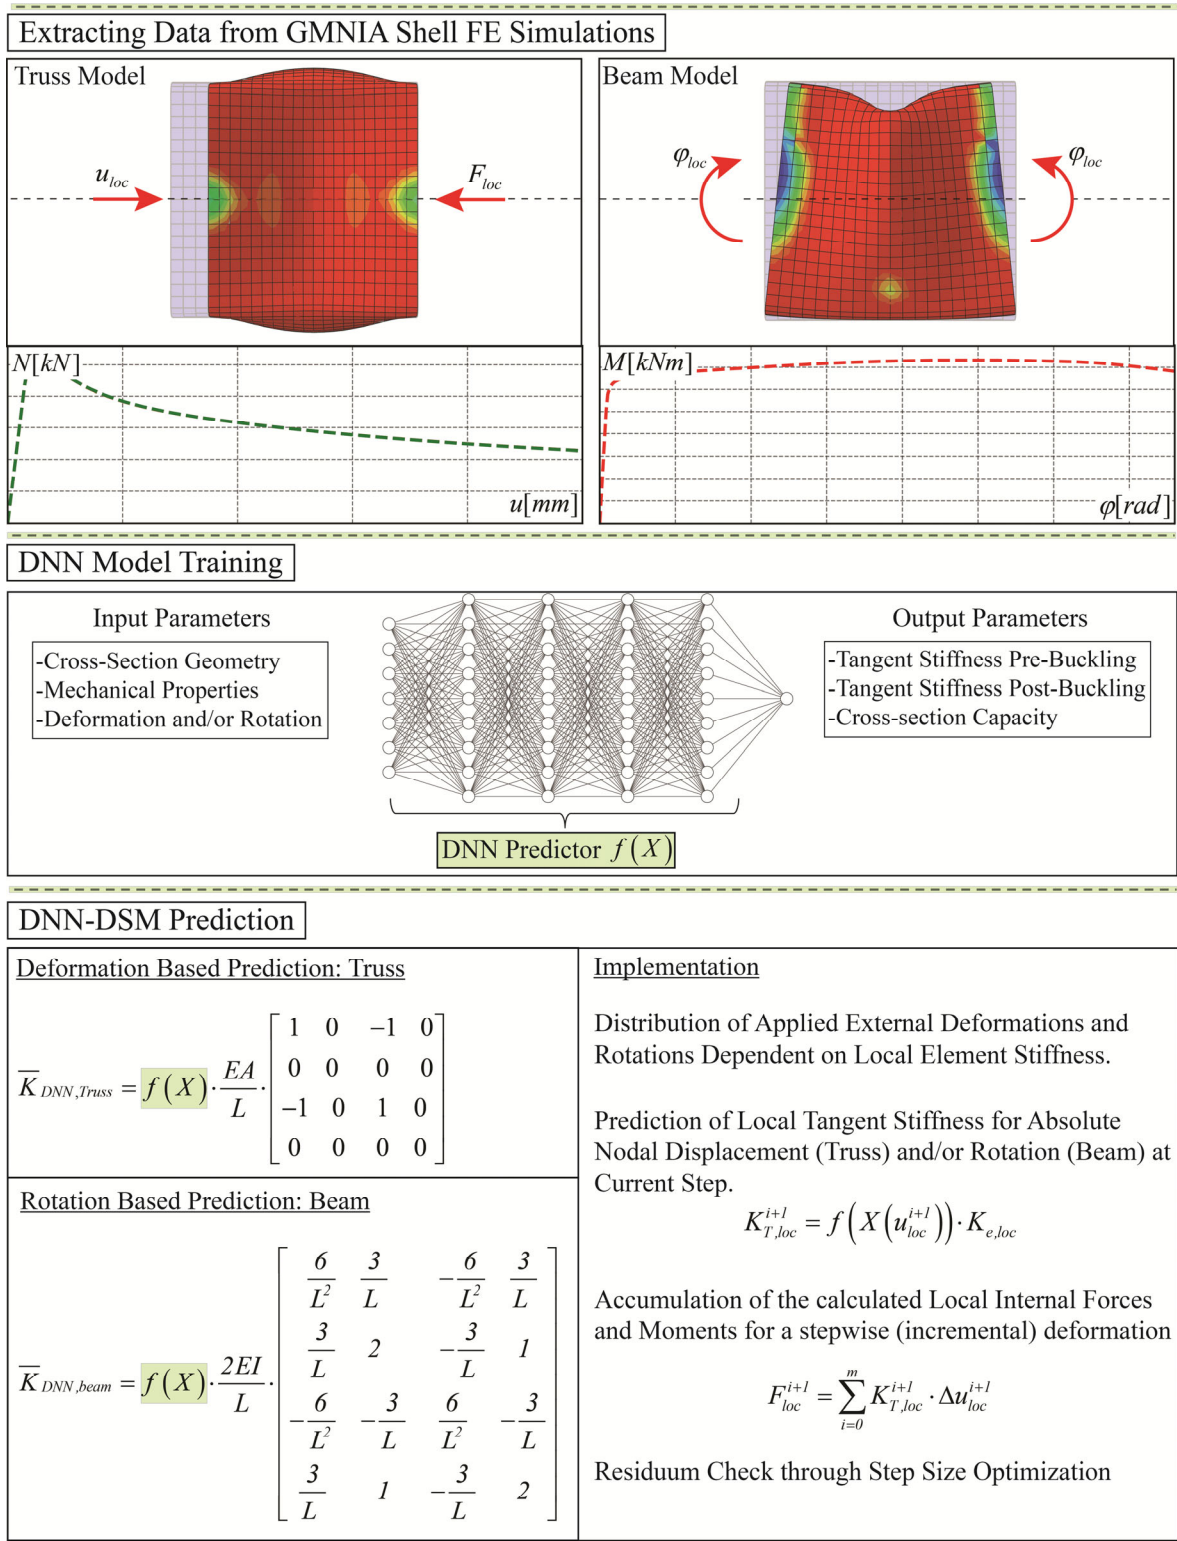 Extracting Data from GMNIA Shell FE Simulations
Truss Model
u_loc
F_loc
N[kN]
u[mm]
Beam Model
φ_loc
φ_loc
M[kNm]
φ[rad]
DNN Model Training
Input Parameters
-Cross-Section Geometry
-Mechanical Properties
-Deformation and/or Rotation
DNN Predictor f(X)
Output Parameters
-Tangent Stiffness Pre-Buckling
-Tangent Stiffness Post-Buckling
-Cross-section Capacity
DNN-DSM Prediction
Deformation Based Prediction: Truss
K̅_DNN,Truss = f(X) · EA/L · [1 0 −1 0
0 0 0 0
−1 0 1 0
0 0 0 0]
Rotation Based Prediction: Beam
K̅_DNN,beam = f(X) · 2EI/L · [6/L² 3/L −6/L² 3/L
3/L 2 −3/L 1
−6/L² −3/L 6/L² −3/L
3/L 1 −3/L 2]
Implementation
Distribution of Applied External Deformations and
Rotations Dependent on Local Element Stiffness.
Prediction of Local Tangent Stiffness for Absolute
Nodal Displacement (Truss) and/or Rotation (Beam) at
Current Step.
K_T,loc^i+1 = f(X(u_loc^i+1)) · K_e,loc
Accumulation of the calculated Local Internal Forces
and Moments for a stepwise (incremental) deformation
F_loc^i+1 = ∑_i=0^m K_T,loc^i+1 · Δu_loc^i+1
Residuum Check through Step Size Optimization